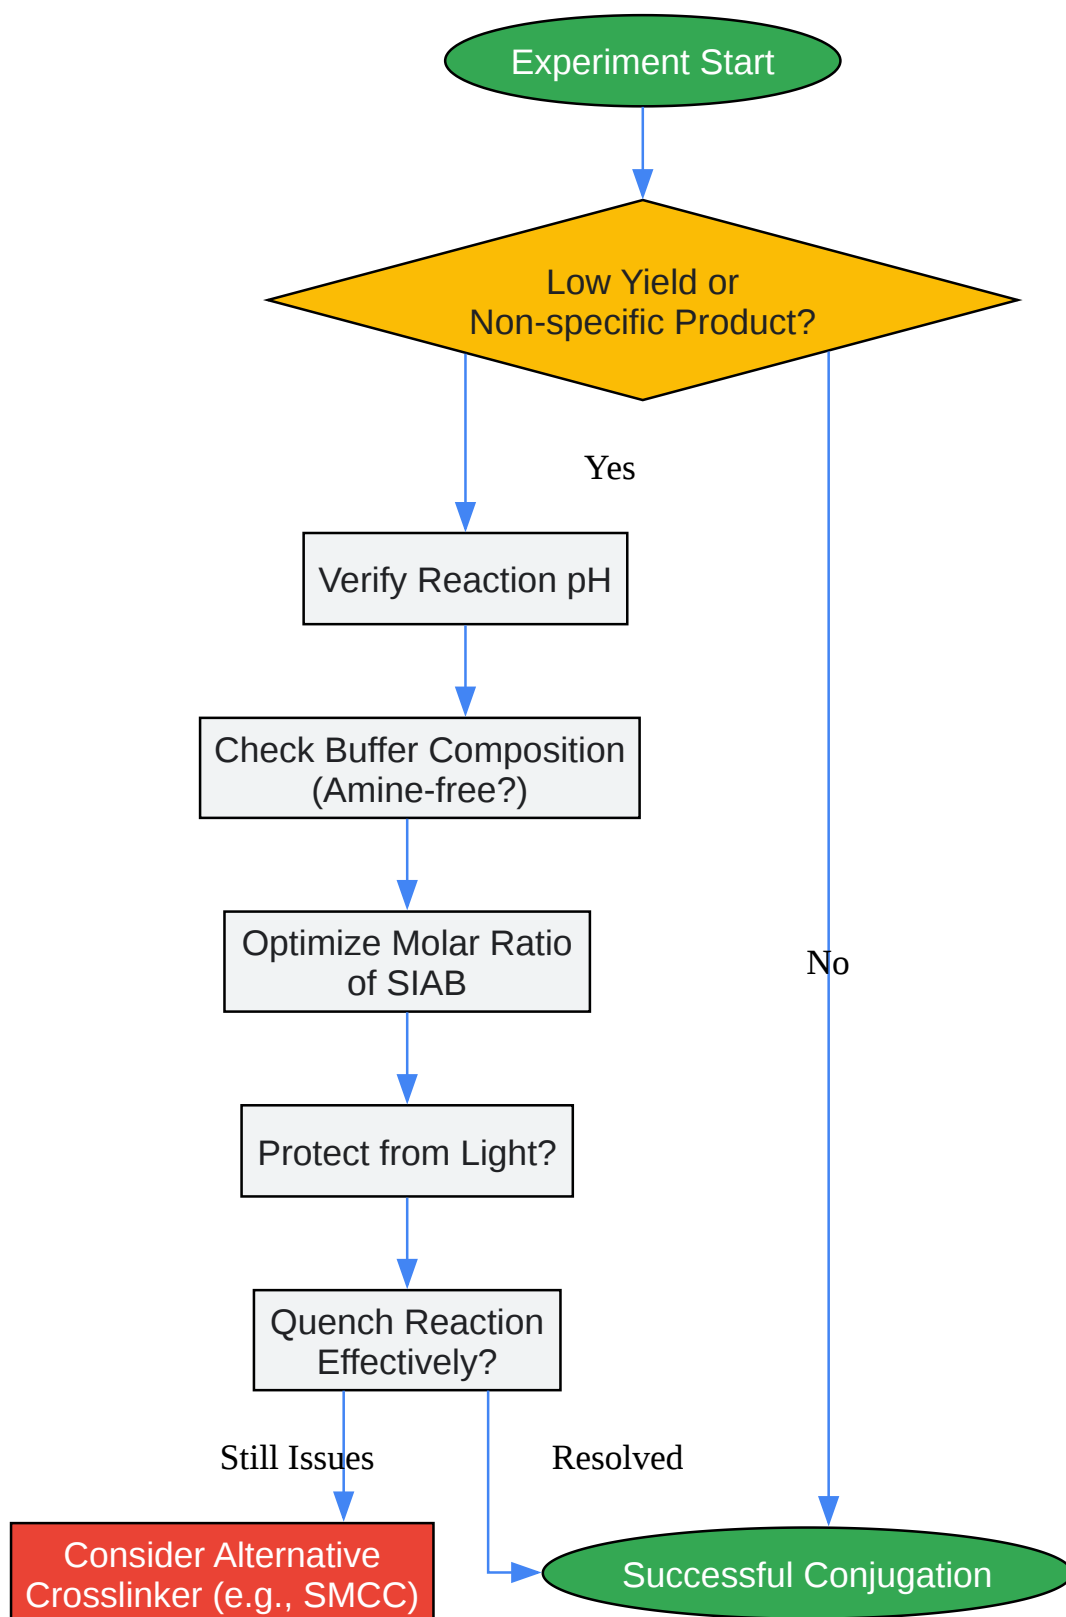 Experiment Start
Low Yield or
Non-specific Product?
Yes
Verify Reaction pH
Check Buffer Composition
(Amine-free?)
Optimize Molar Ratio
of SIAB
No
Protect from Light?
Quench Reaction
Effectively?
Still Issues
Resolved
Consider Alternative
Crosslinker (e.g., SMCC)
Successful Conjugation